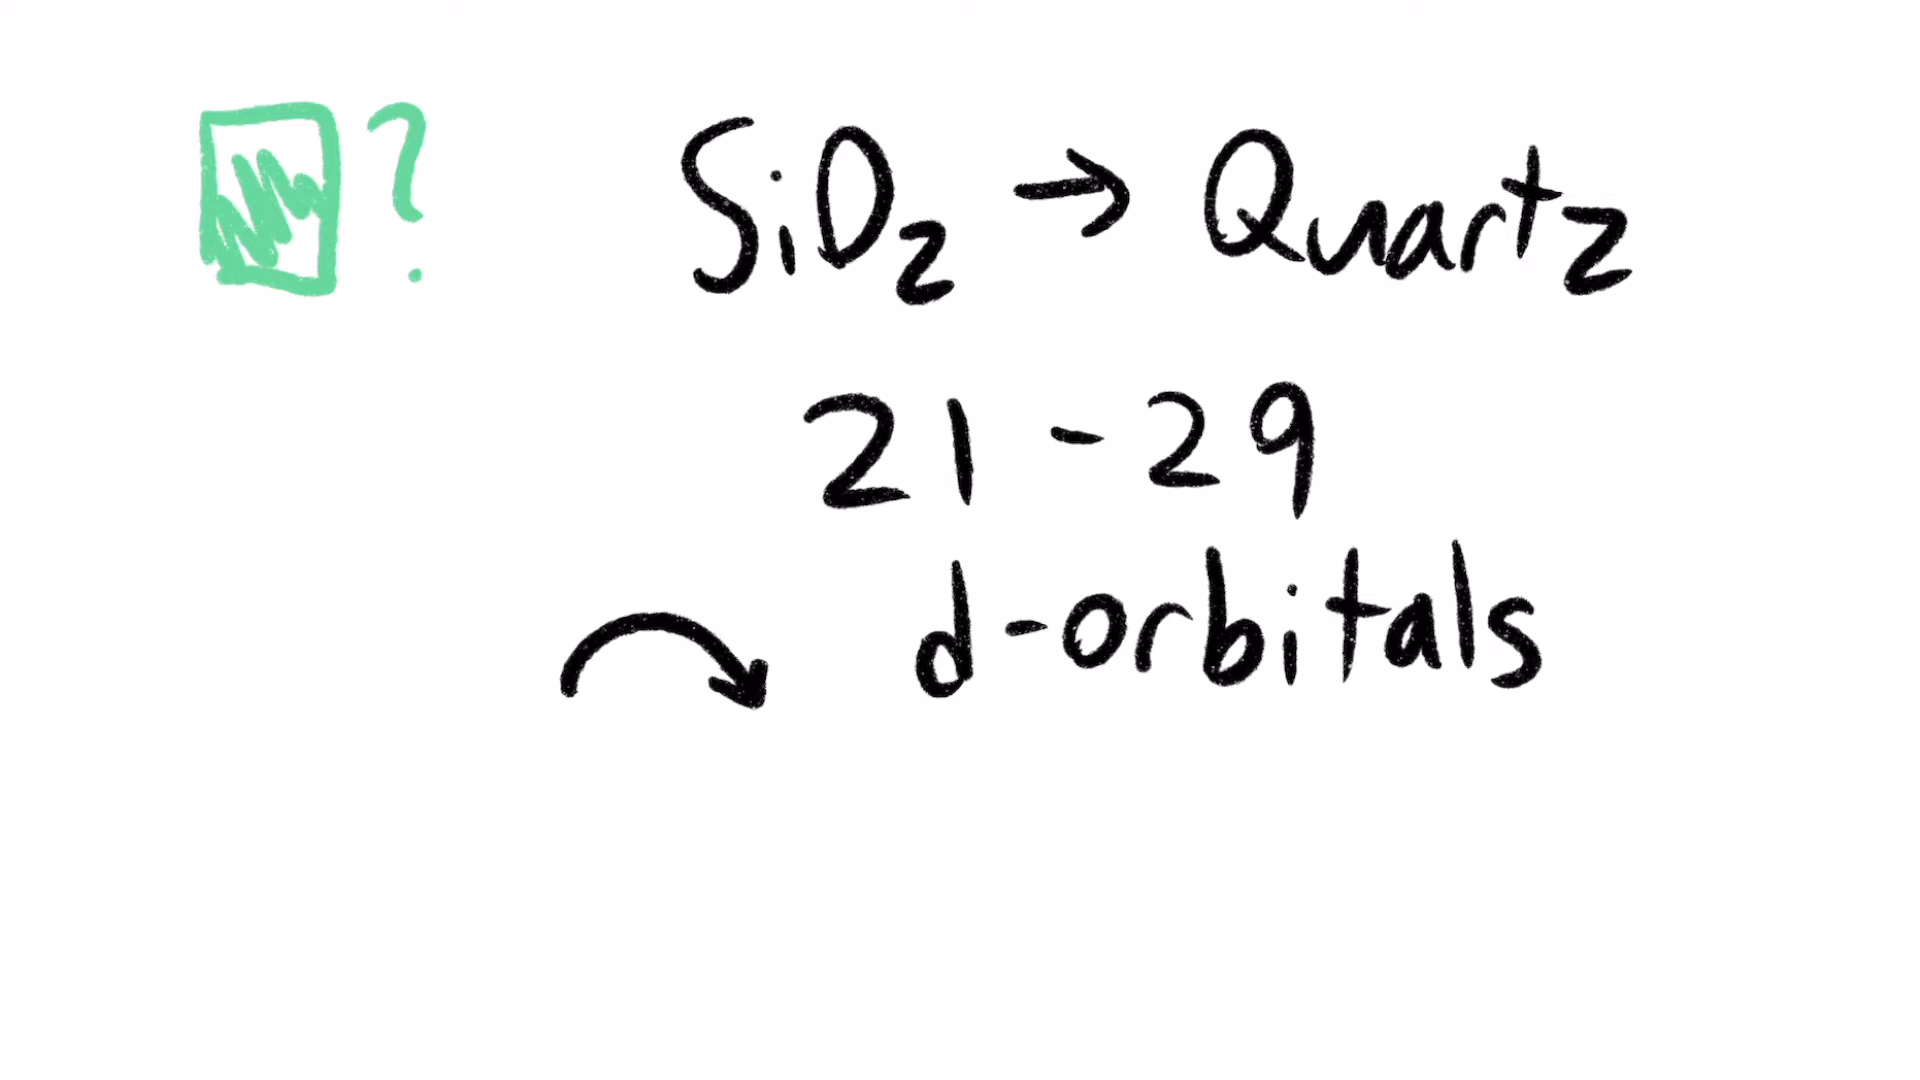 ? SiO₂ → Quartz
21 - 29
d-orbitals